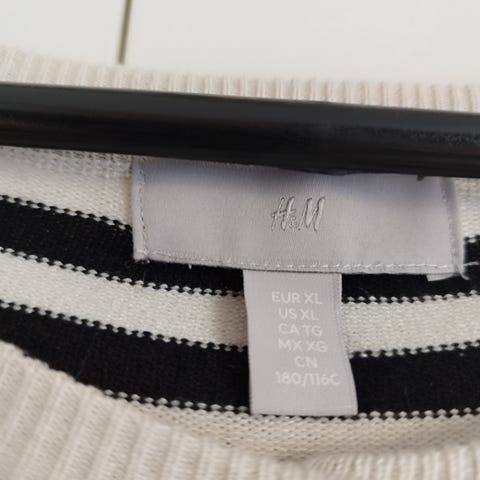 H&M
EUR XL
US XL
CA TG
MX XG
CN
180/116C